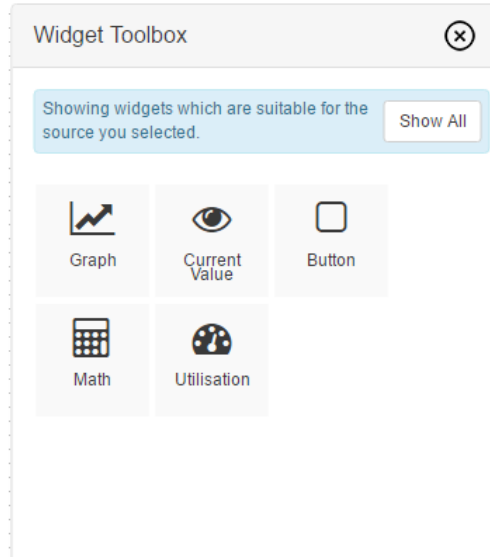 Widget Toolbox
Showing widgets which are suitable for the
source you selected.
Show All
Graph
Current
Value
Button
Math
Utilisation